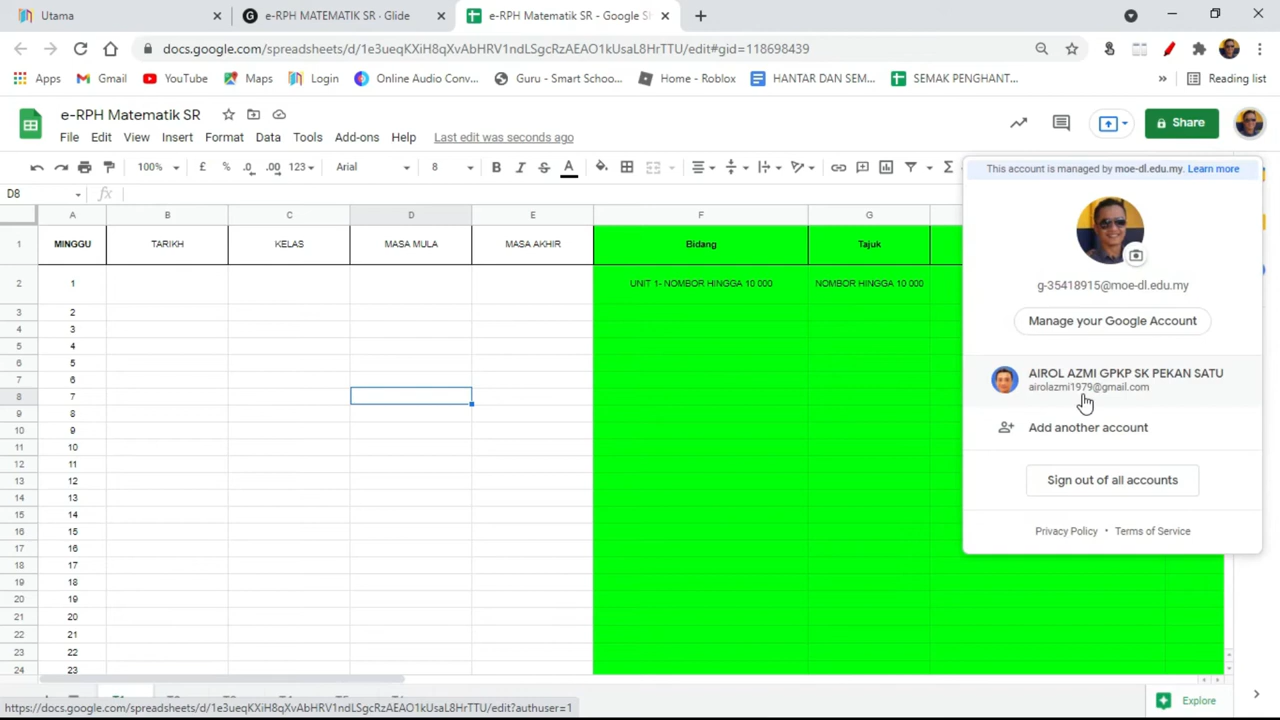 Utama
e-RPH MATEMATIK SR · Glide
e-RPH Matematik SR - Google Sh
docs.google.com/spreadsheets/d/1e3ueqKXiH8qXvAbHRV1ndLSgcRzAEAO1kUsaL8HrTTU/edit#gid=118698439
Apps
Gmail
YouTube
Maps
Login
Online Audio Conv...
Guru - Smart Schoo...
Home - Roblox
HANTAR DAN SEM...
SEMAK PENGHANT...
»
Reading list
e-RPH Matematik SR
Share
File Edit View Insert Format Data Tools Add-ons Help Last edit was seconds ago
100% £ % .0 .00 123 Arial 8 B I S A Σ
D8 fx
This account is managed by moe-dl.edu.my. Learn more
g-35418915@moe-dl.edu.my
Manage your Google Account
AIROL AZMI GPKP SK PEKAN SATU
airolazmi1979@gmail.com
Add another account
Sign out of all accounts
Privacy Policy • Terms of Service
A B C D E F G
1 MINGGU TARIKH KELAS MASA MULA MASA AKHIR Bidang Tajuk
2 1 UNIT 1- NOMBOR HINGGA 10 000 NOMBOR HINGGA 10 000
3 2
4 3
5 4
6 5
7 6
8 7
9 8
10 9
11 10
12 11
13 12
14 13
15 14
16 15
17 16
18 17
19 18
20 19
21 20
22 21
23 22
24 23
Explore
https://docs.google.com/spreadsheets/d/1e3ueqKXiH8qXvAbHRV1ndLSgcRzAEAO1kUsaL8HrTTU/edit?authuser=1